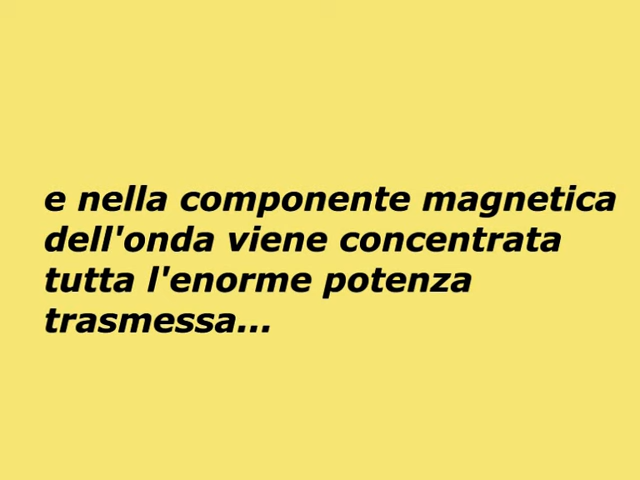 e nella componente magnetica
dell'onda viene concentrata
tutta l'enorme potenza
trasmessa...